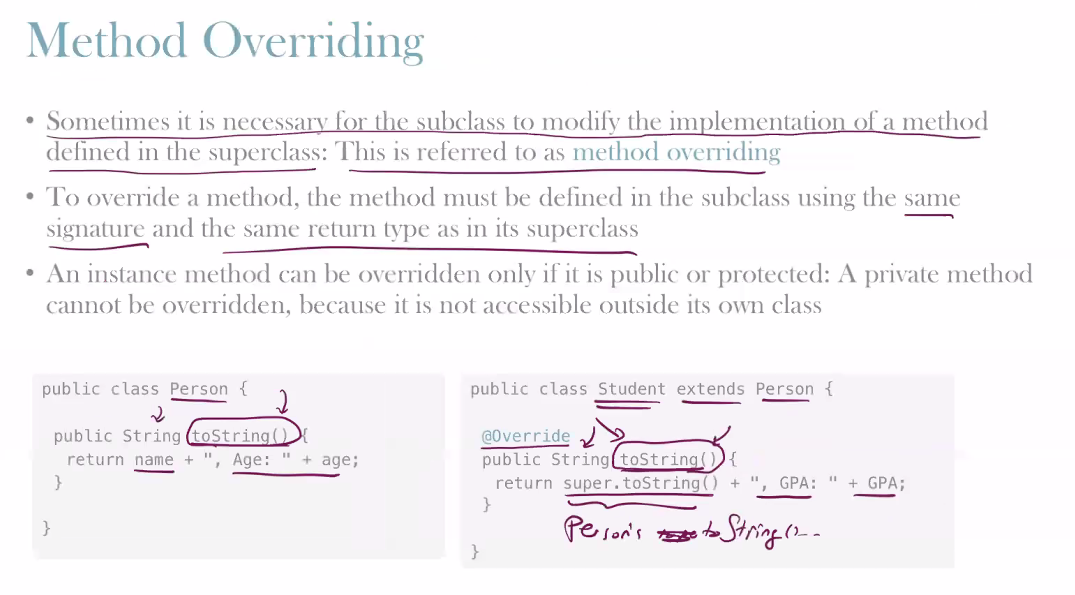 Method Overriding
• Sometimes it is necessary for the subclass to modify the implementation of a method
defined in the superclass: This is referred to as method overriding
• To override a method, the method must be defined in the subclass using the same
signature and the same return type as in its superclass
• An instance method can be overridden only if it is public or protected: A private method
cannot be overridden, because it is not accessible outside its own class
public class Person {
public String toString() {
return name + ", Age: " + age;
}
}
public class Student extends Person {
@Override
public String toString() {
return super.toString() + ", GPA: " + GPA;
}
Person's toString()..
}